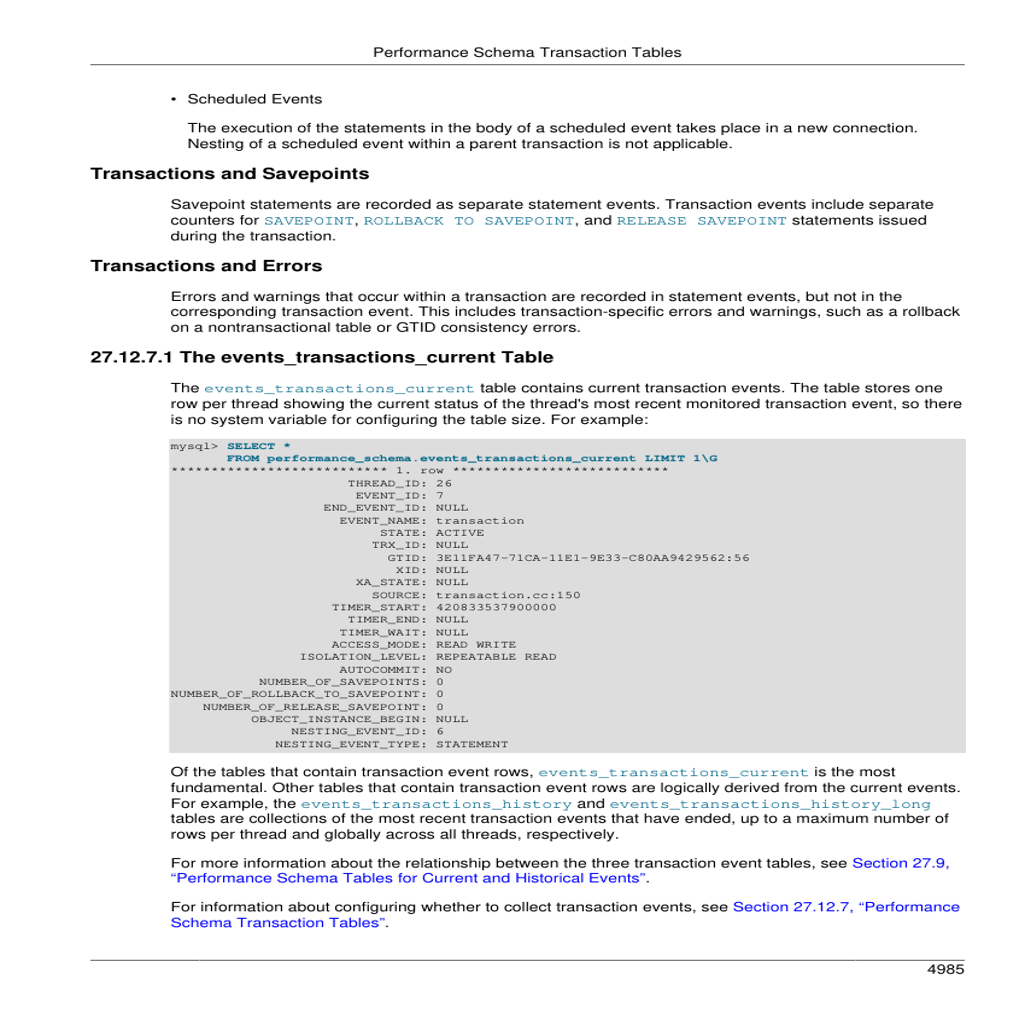 Performance Schema Transaction Tables
• Scheduled Events
The execution of the statements in the body of a scheduled event takes place in a new connection.
Nesting of a scheduled event within a parent transaction is not applicable.
Transactions and Savepoints
Savepoint statements are recorded as separate statement events. Transaction events include separate
counters for SAVEPOINT, ROLLBACK TO SAVEPOINT, and RELEASE SAVEPOINT statements issued
during the transaction.
Transactions and Errors
Errors and warnings that occur within a transaction are recorded in statement events, but not in the
corresponding transaction event. This includes transaction-specific errors and warnings, such as a rollback
on a nontransactional table or GTID consistency errors.
27.12.7.1 The events_transactions_current Table
The events_transactions_current table contains current transaction events. The table stores one
row per thread showing the current status of the thread's most recent monitored transaction event, so there
is no system variable for configuring the table size. For example:
mysql> SELECT *
FROM performance_schema.events_transactions_current LIMIT 1\G
*************************** 1. row ***************************
THREAD_ID: 26
EVENT_ID: 7
END_EVENT_ID: NULL
EVENT_NAME: transaction
STATE: ACTIVE
TRX_ID: NULL
GTID: 3E11FA47-71CA-11E1-9E33-C80AA9429562:56
XID: NULL
XA_STATE: NULL
SOURCE: transaction.cc:150
TIMER_START: 420833537900000
TIMER_END: NULL
TIMER_WAIT: NULL
ACCESS_MODE: READ WRITE
ISOLATION_LEVEL: REPEATABLE READ
AUTOCOMMIT: NO
NUMBER_OF_SAVEPOINTS: 0
NUMBER_OF_ROLLBACK_TO_SAVEPOINT: 0
NUMBER_OF_RELEASE_SAVEPOINT: 0
OBJECT_INSTANCE_BEGIN: NULL
NESTING_EVENT_ID: 6
NESTING_EVENT_TYPE: STATEMENT
Of the tables that contain transaction event rows, events_transactions_current is the most
fundamental. Other tables that contain transaction event rows are logically derived from the current events.
For example, the events_transactions_history and events_transactions_history_long
tables are collections of the most recent transaction events that have ended, up to a maximum number of
rows per thread and globally across all threads, respectively.
For more information about the relationship between the three transaction event tables, see Section 27.9,
“Performance Schema Tables for Current and Historical Events”.
For information about configuring whether to collect transaction events, see Section 27.12.7, “Performance
Schema Transaction Tables”.
4985